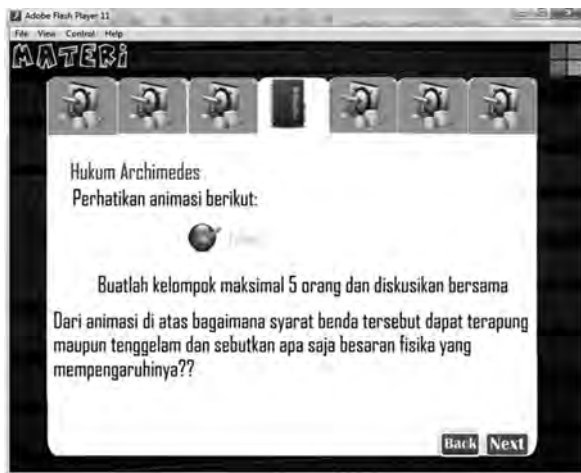 Adobe Flash Player 11
File View Control Help
MATERi
Hukum Archimedes
Perhatikan animasi berikut:
Buatlah kelompok maksimal 5 orang dan diskusikan bersama
Dari animasi di atas bagaimana syarat benda tersebut dapat terapung
maupun tenggelam dan sebutkan apa saja besaran fisika yang
mempengaruhinya??
Back Next